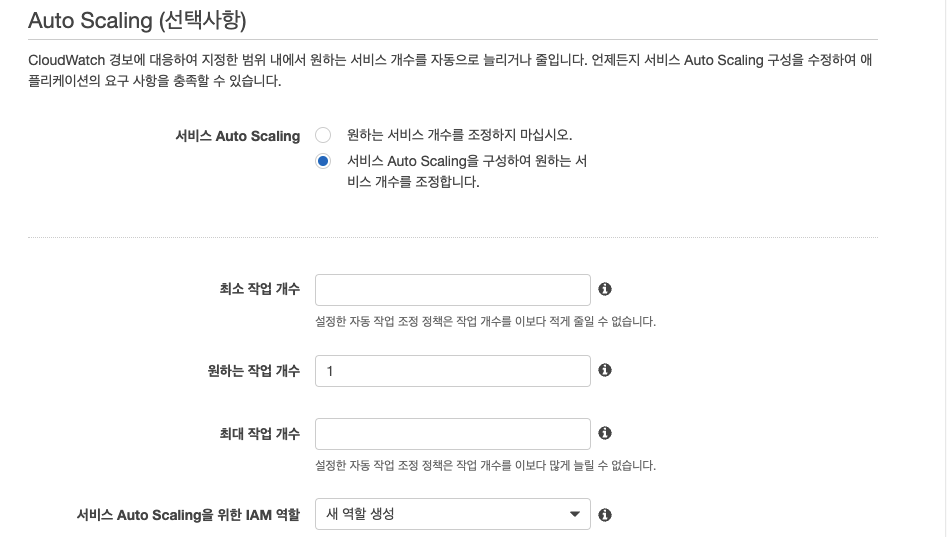 Auto Scaling (선택사항)
CloudWatch 경보에 대응하여 지정한 범위 내에서 원하는 서비스 개수를 자동으로 늘리거나 줄입니다. 언제든지 서비스 Auto Scaling 구성을 수정하여 애
플리케이션의 요구 사항을 충족할 수 있습니다.
서비스 Auto Scaling
원하는 서비스 개수를 조정하지 마십시오.
서비스 Auto Scaling을 구성하여 원하는 서
비스 개수를 조정합니다.
최소 작업 개수
설정한 자동 작업 조정 정책은 작업 개수를 이보다 적게 줄일 수 없습니다.
원하는 작업 개수 1
최대 작업 개수
설정한 자동 작업 조정 정책은 작업 개수를 이보다 많게 늘릴 수 없습니다.
서비스 Auto Scaling을 위한 IAM 역할 새 역할 생성